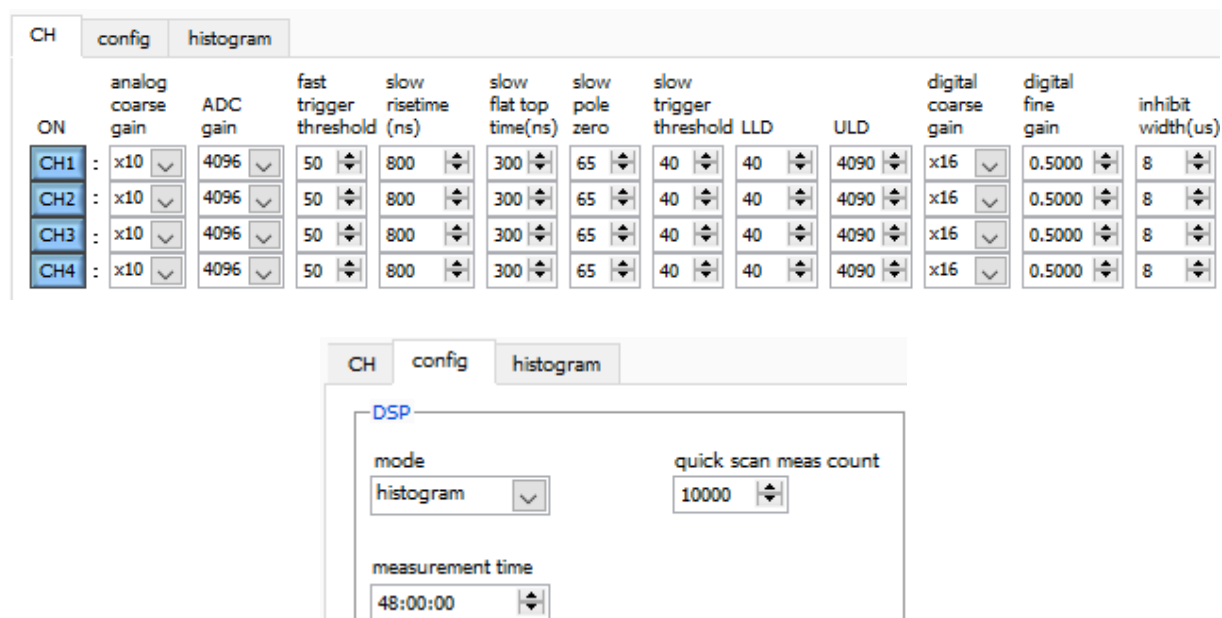 CH config histogram
analog fast slow slow slow slow digital digital
coarse ADC trigger risetime flat top pole trigger coarse fine inhibit
ON gain gain threshold (ns) time(ns) zero threshold LLD ULD gain gain width(us)
CH1 : x10 4096 50 800 300 65 40 40 4090 x16 0.5000 8
CH2 : x10 4096 50 800 300 65 40 40 4090 x16 0.5000 8
CH3 : x10 4096 50 800 300 65 40 40 4090 x16 0.5000 8
CH4 : x10 4096 50 800 300 65 40 40 4090 x16 0.5000 8
CH config histogram
DSP
mode quick scan meas count
histogram 10000
measurement time
48:00:00